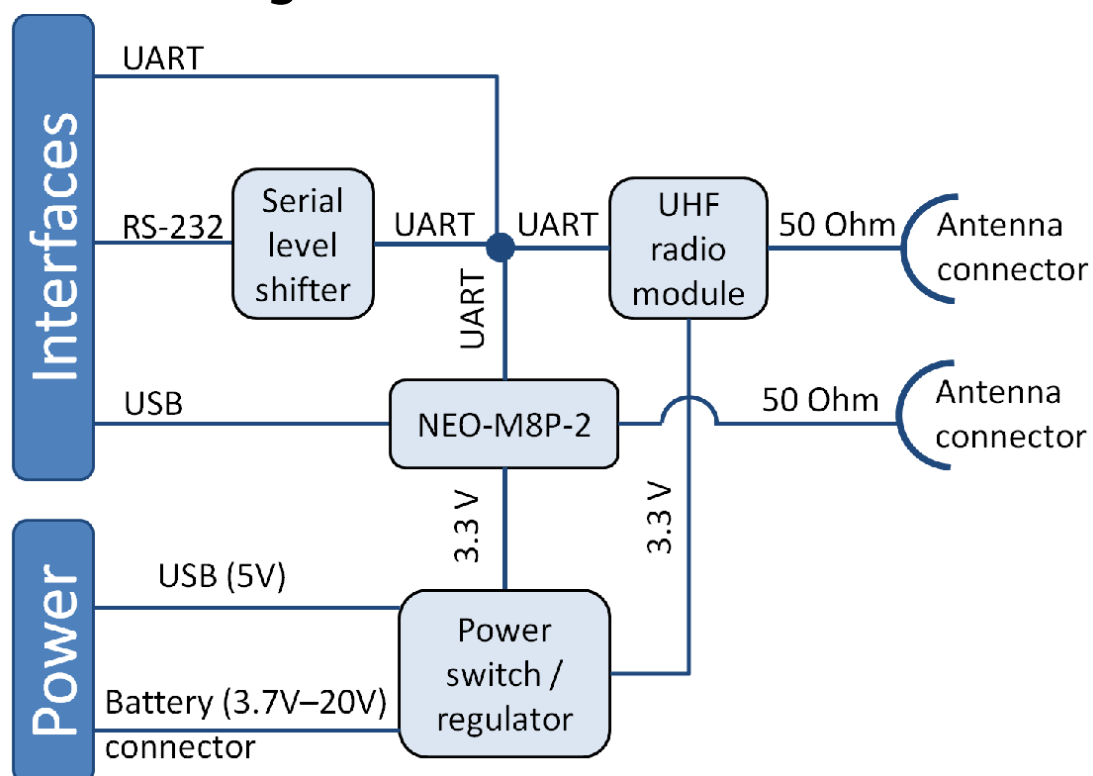 UART
Interfaces
RS-232
Serial
level
shifter
UART
UART
UHF
radio
module
50 Ohm
Antenna
connector
UART
USB
NEO-M8P-2
50 Ohm
Antenna
connector
3.3 V
3.3 V
Power
USB (5V)
Battery (3.7V–20V)
connector
Power
switch /
regulator